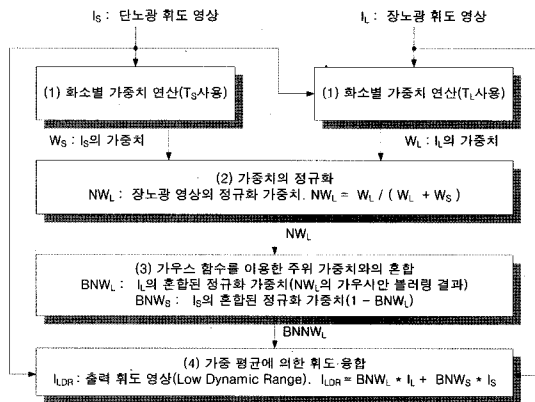 I_S : 단노광 휘도 영상
I_L : 장노광 휘도 영상
(1) 화소별 가중치 연산(T_S사용)
(1) 화소별 가중치 연산(T_L사용)
W_S : I_S의 가중치
W_L : I_L의 가중치
(2) 가중치의 정규화
NW_L : 장노광 영상의 정규화 가중치. NW_L = W_L / ( W_L + W_S )
NW_L
(3) 가우스 함수를 이용한 주위 가중치와의 혼합
BNW_L : I_L의 혼합된 정규화 가중치(NW_L의 가우시안 블러링 결과)
BNW_S : I_S의 혼합된 정규화 가중치(1 - BNW_L)
BNNW_L
(4) 가중 평균에 의한 휘도 융합
I_LDR : 출력 휘도 영상(Low Dynamic Range). I_LDR = BNW_L * I_L + BNW_S * I_S